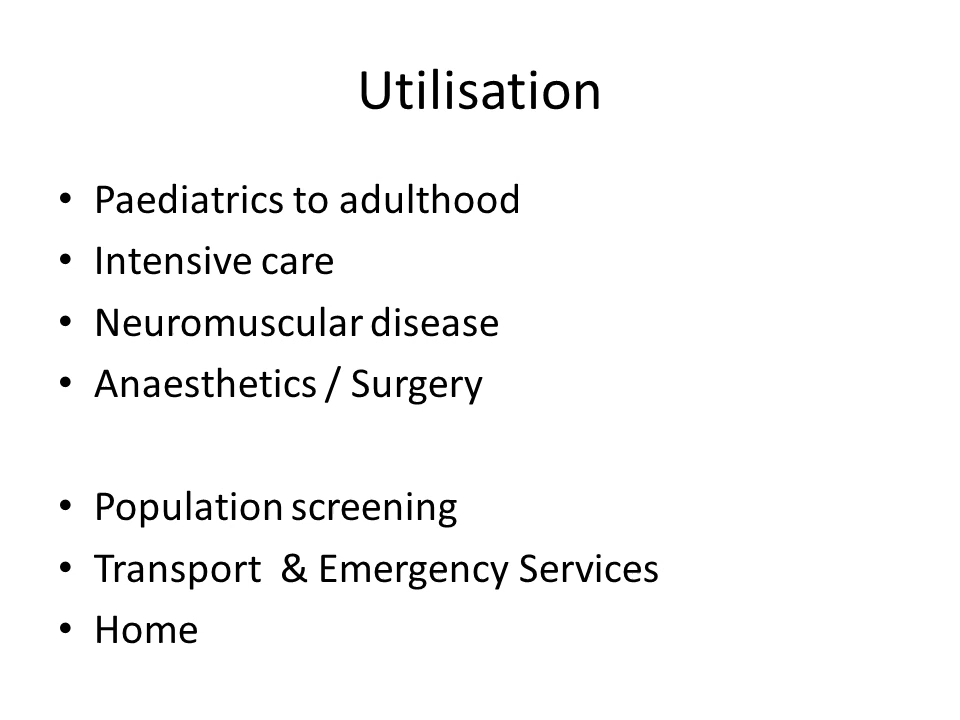 Utilisation
• Paediatrics to adulthood
• Intensive care
• Neuromuscular disease
• Anaesthetics / Surgery
• Population screening
• Transport  & Emergency Services
• Home